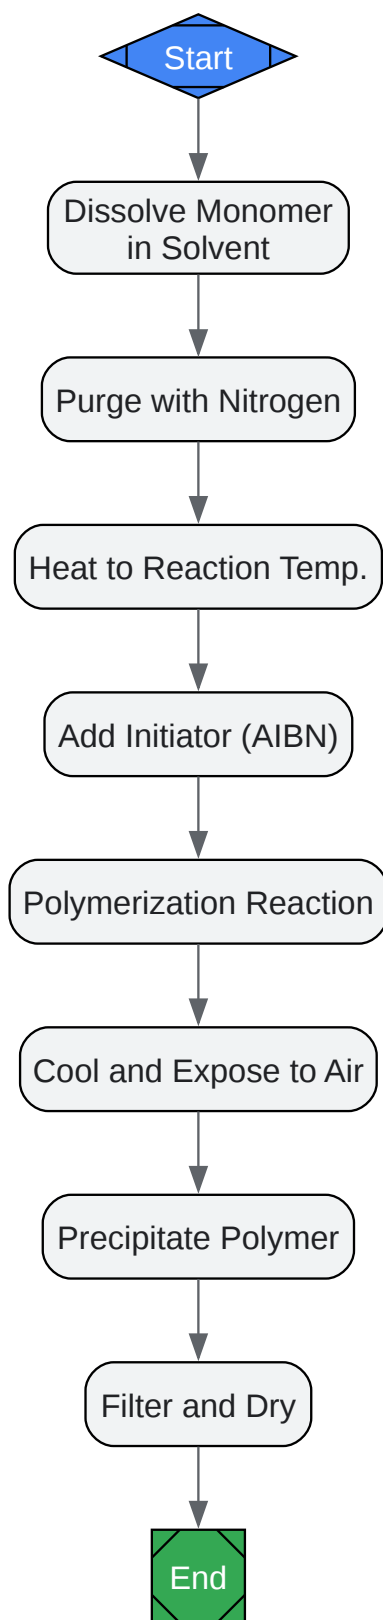 Start
Dissolve Monomer
in Solvent
Purge with Nitrogen
Heat to Reaction Temp.
Add Initiator (AIBN)
Polymerization Reaction
Cool and Expose to Air
Precipitate Polymer
Filter and Dry
End